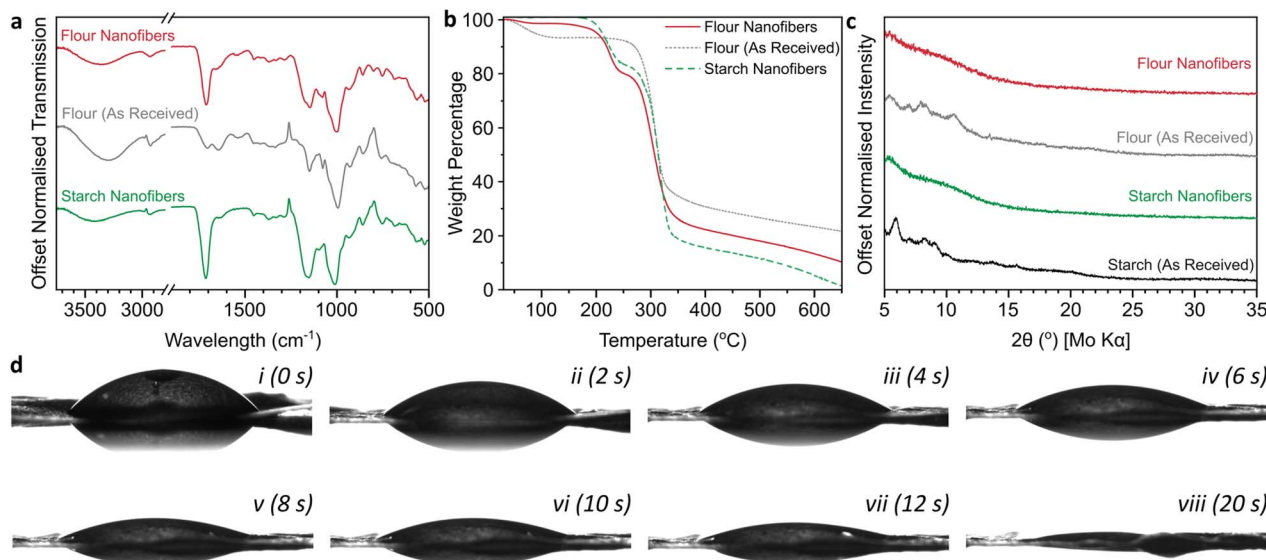 a
Flour Nanofibers
Flour (As Received)
Starch Nanofibers
Offset Normalised Transmission
3500 3000 1500 1000 500
Wavelength (cm-1)
b
Flour Nanofibers
Flour (As Received)
Starch Nanofibers
Weight Percentage
100
80
60
40
20
0
100 200 300 400 500 600
Temperature (ºC)
c
Flour Nanofibers
Flour (As Received)
Starch Nanofibers
Starch (As Received)
Offset Normalised Instensity
5 10 15 20 25 30 35
2θ (º) [Mo Kα]
d
i (0 s)
ii (2 s)
iii (4 s)
iv (6 s)
v (8 s)
vi (10 s)
vii (12 s)
viii (20 s)